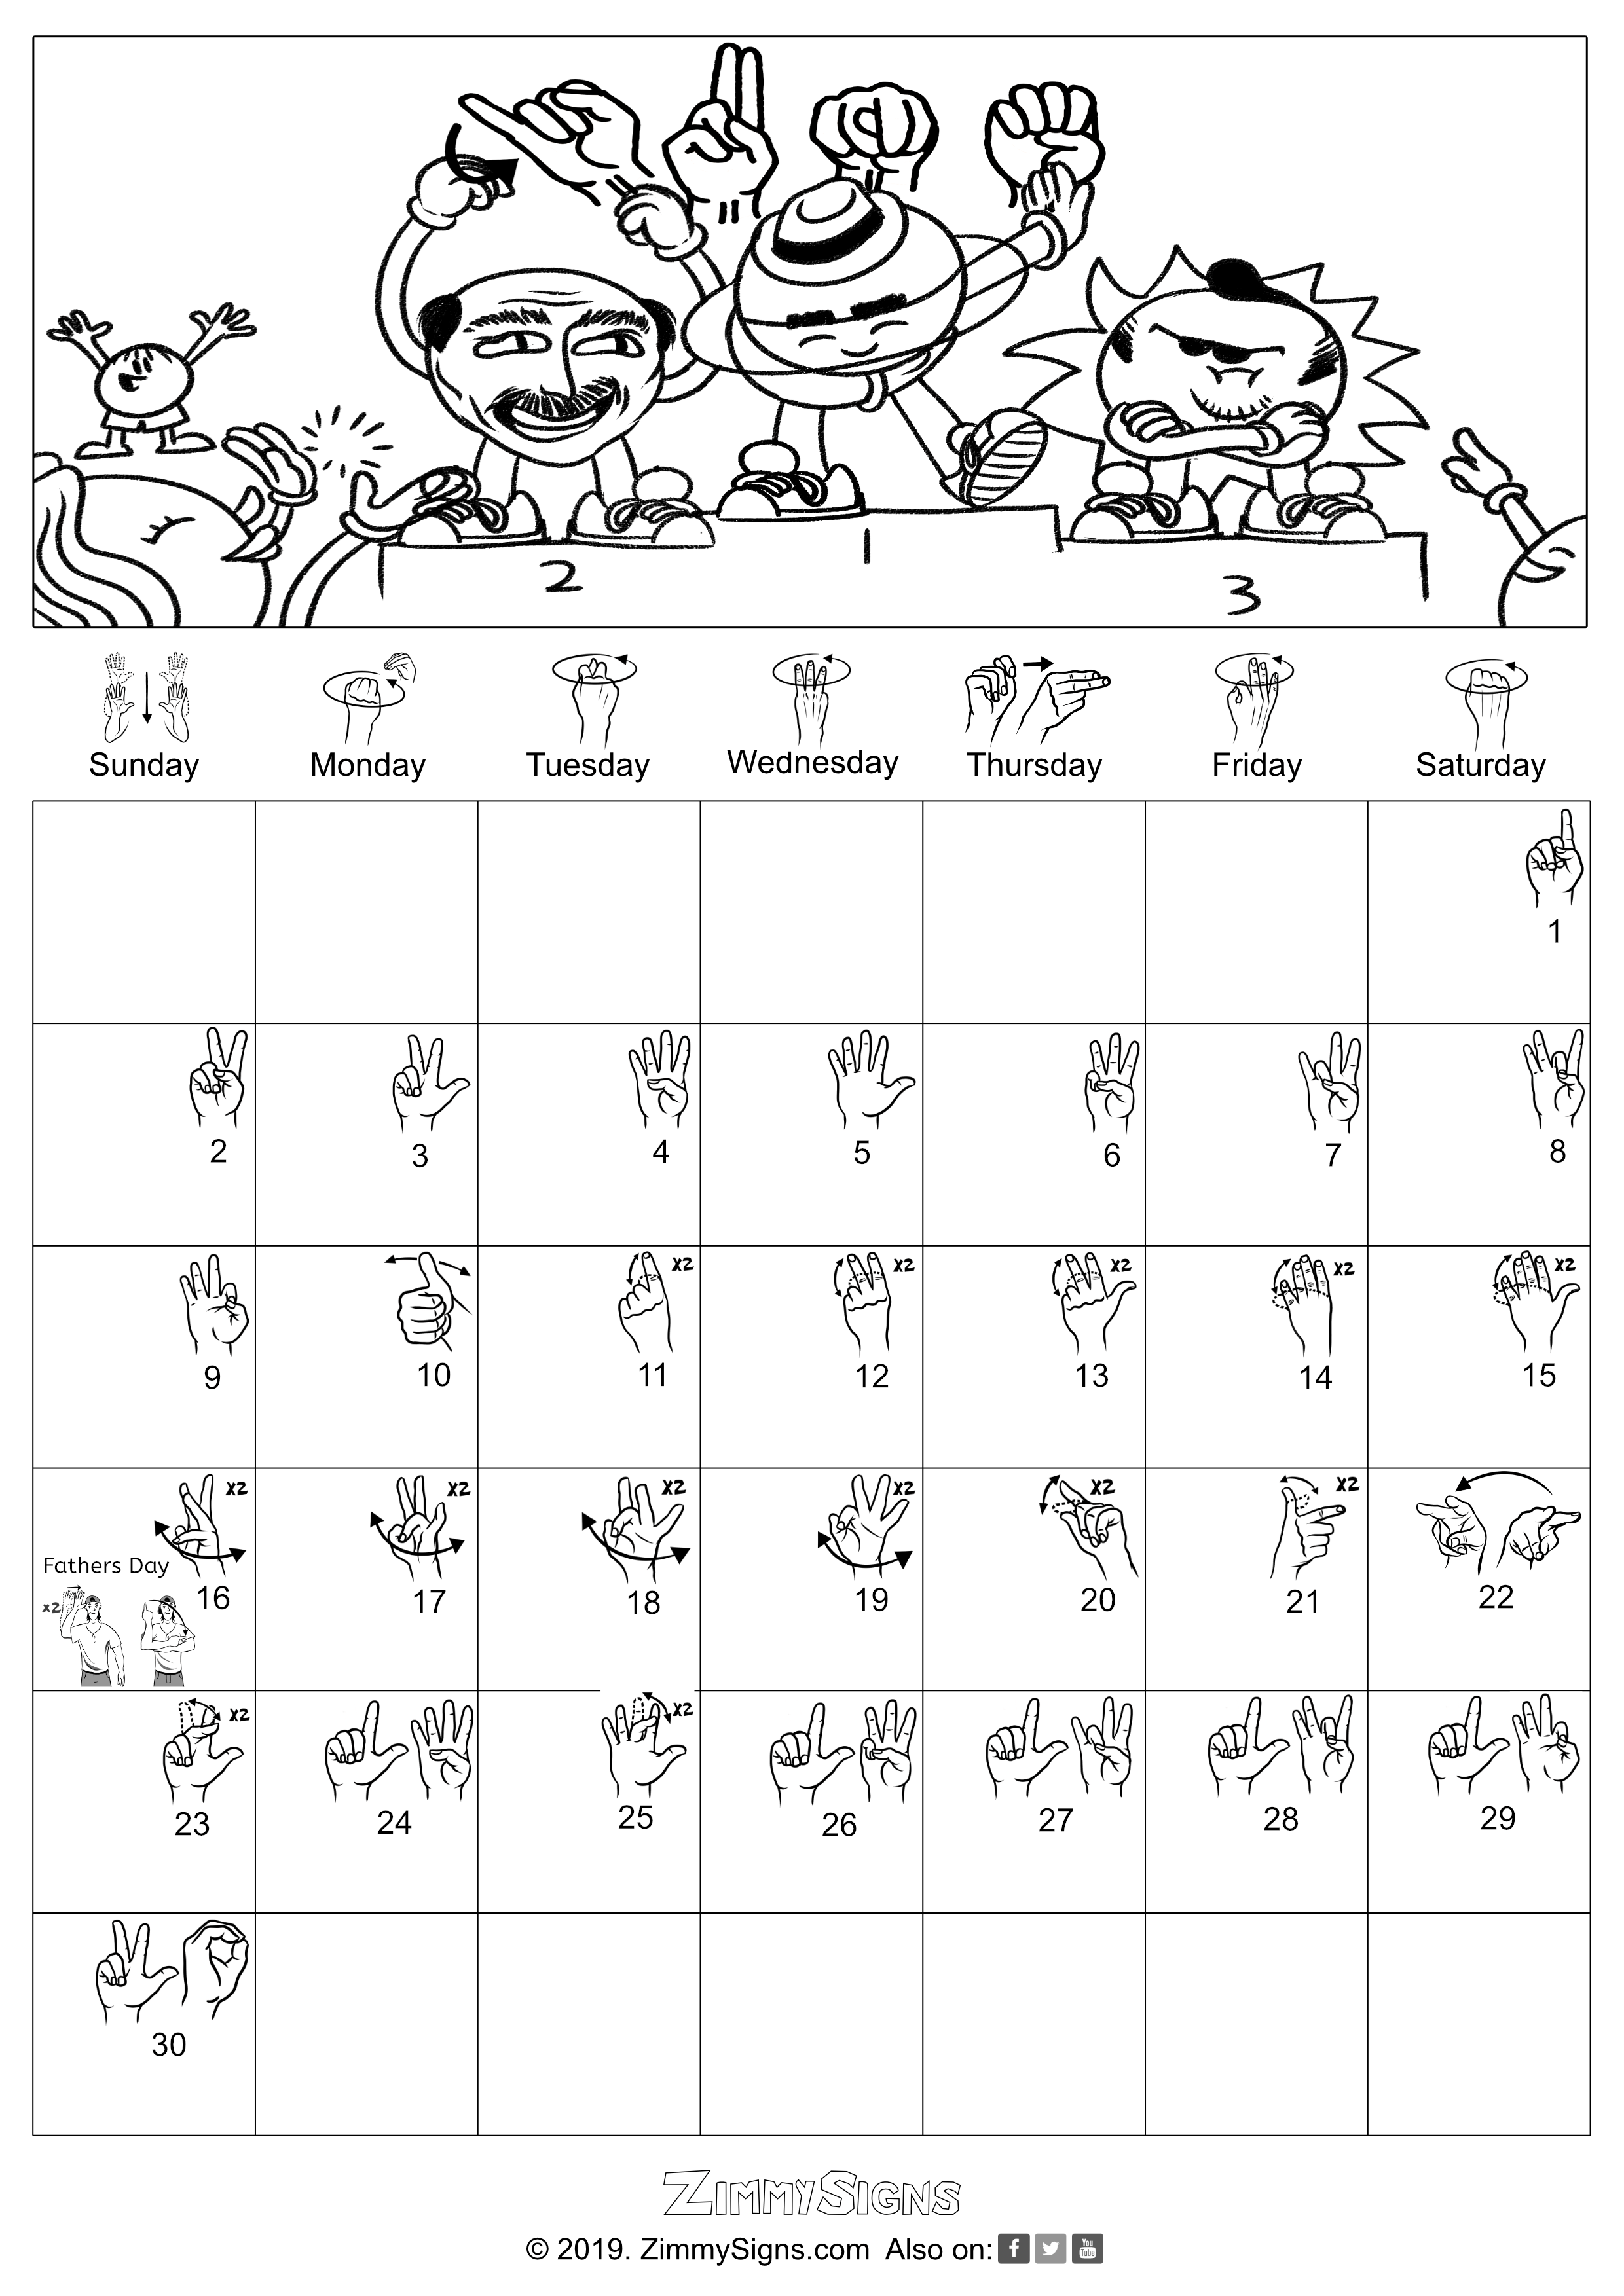 2 1 3
Sunday Monday Tuesday Wednesday Thursday Friday Saturday
1
2 3 4 5 6 7 8
X2 X2 X2 X2 X2
9 10 11 12 13 14 15
X2 X2 X2 X2 X2 X2
Fathers Day
x2
16 17 18 19 20 21 22
X2 X2
23 24 25 26 27 28 29
30
ZIMMYSIGNS
© 2019. ZimmySigns.com Also on: f You Tube